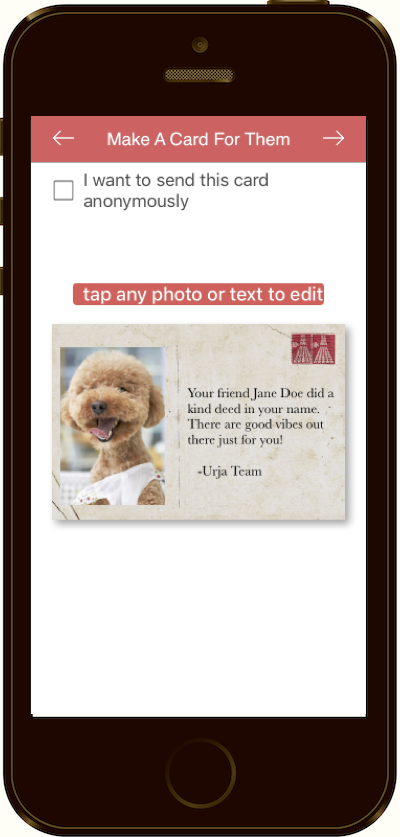 Make A Card For Them
I want to send this card
anonymously
tap any photo or text to edit
Your friend Jane Doe did a
kind deed in your name.
There are good vibes out
there just for you!
-Urja Team